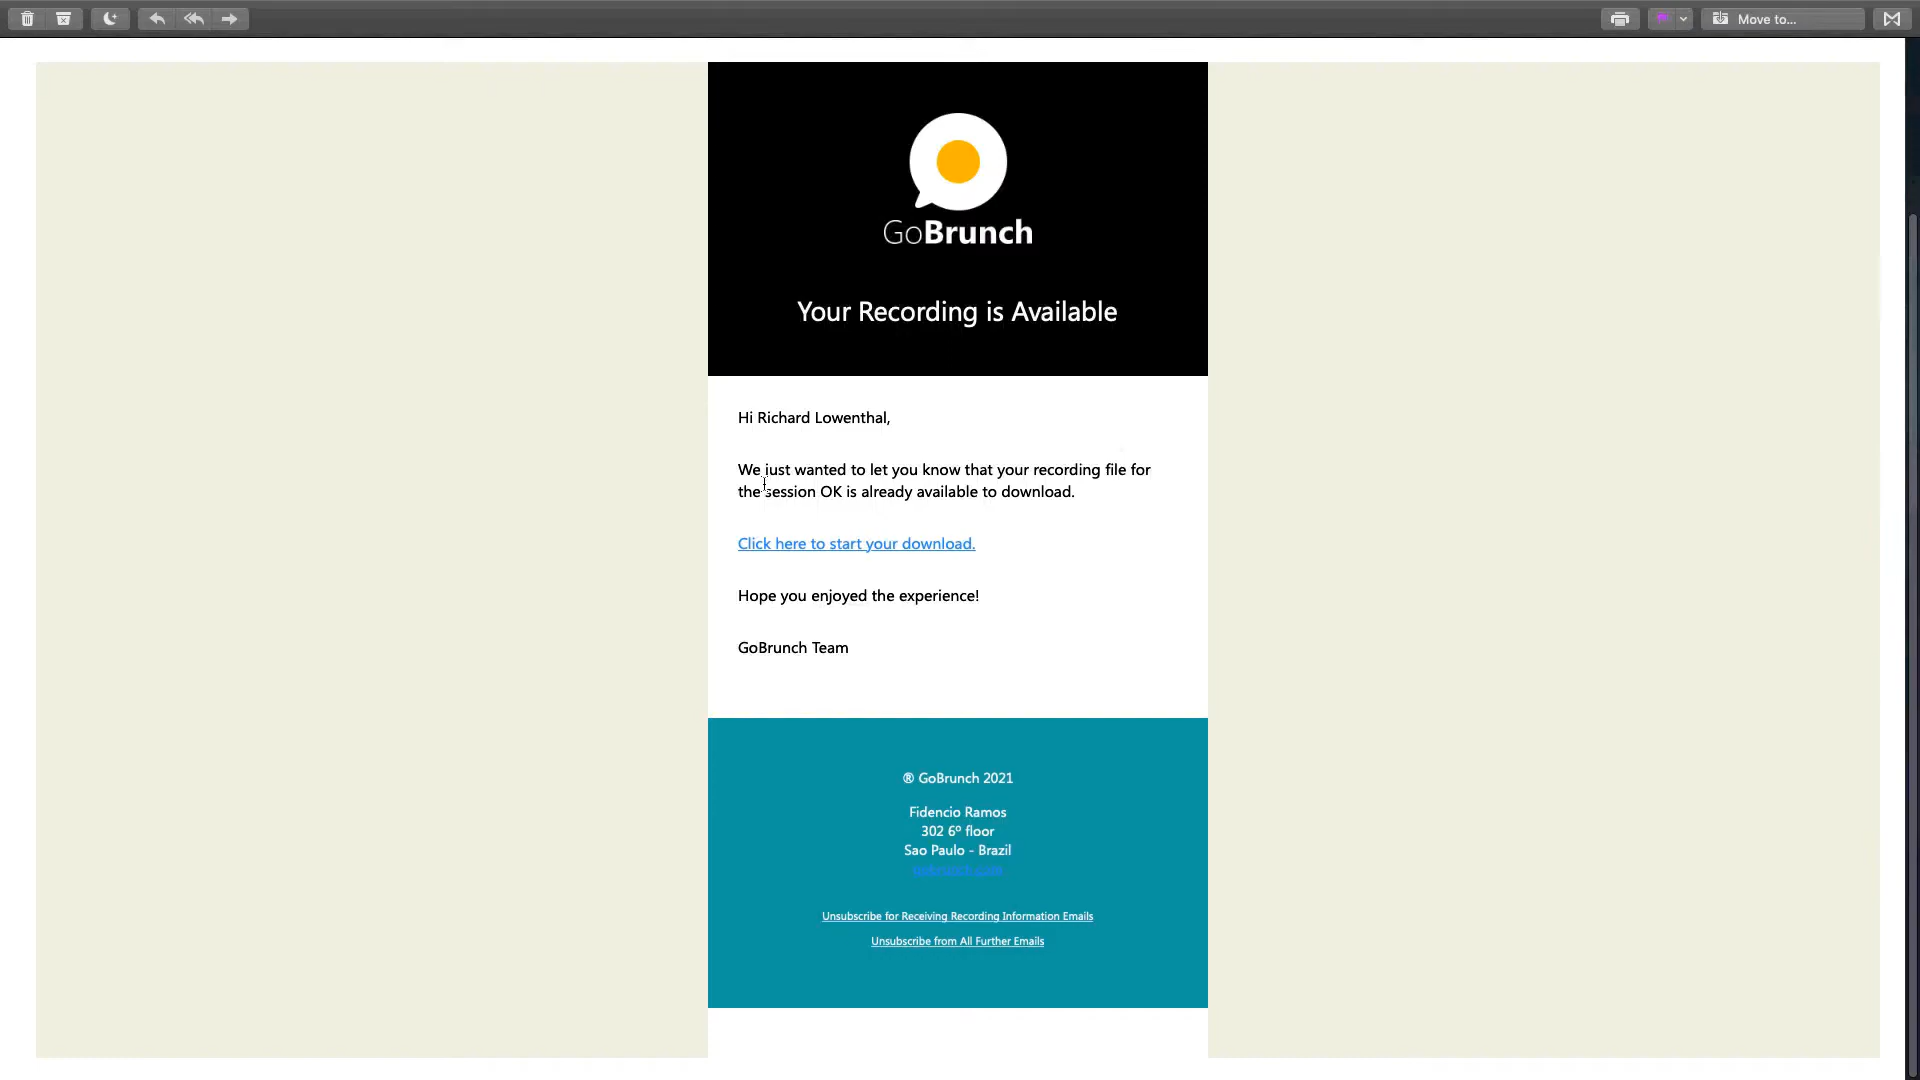 Move to...
GoBrunch
Your Recording is Available
Hi Richard Lowenthal,
We just wanted to let you know that your recording file for
the session OK is already available to download.
Click here to start your download.
Hope you enjoyed the experience!
GoBrunch Team
® GoBrunch 2021
Fidencio Ramos
302 6º floor
Sao Paulo - Brazil
gobrunch.com
Unsubscribe for Receiving Recording Information Emails
Unsubscribe from All Further Emails